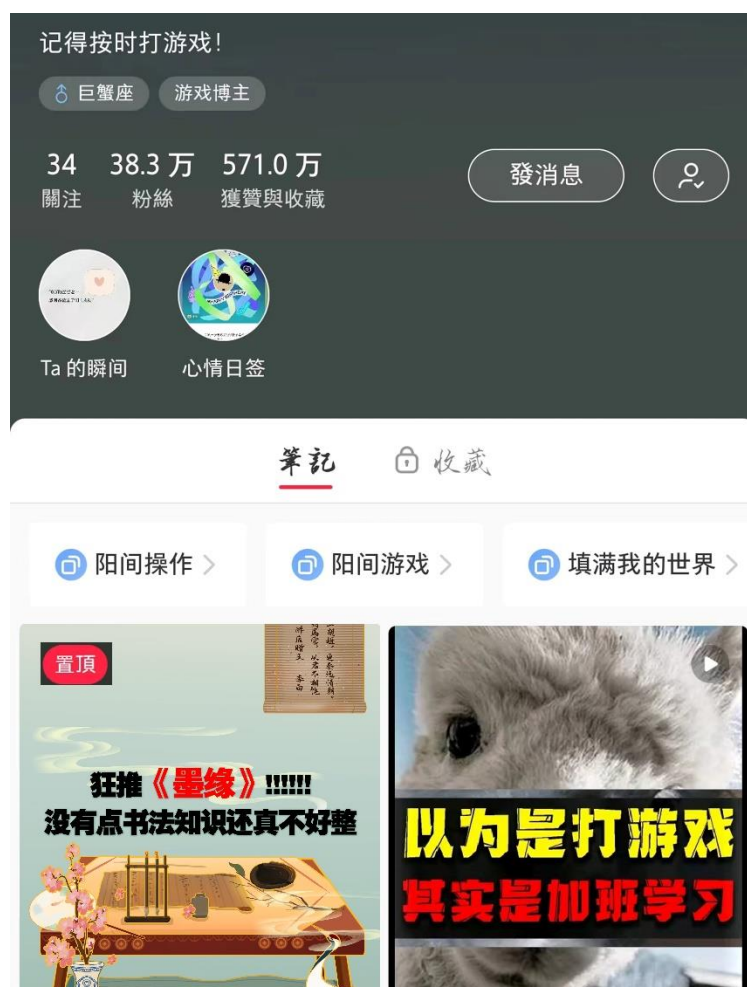 记得按时打游戏！
巨蟹座 游戏博主
34 38.3 万 571.0 万
關注 粉絲 獲贊與收藏
發消息
Ta 的瞬间 心情日签
筆記 收藏
阳间操作 阳间游戏 填满我的世界
置頂
狂推《墨缘》!!!!!!
没有点书法知识还真不好整
以为是打游戏
其实是加班学习